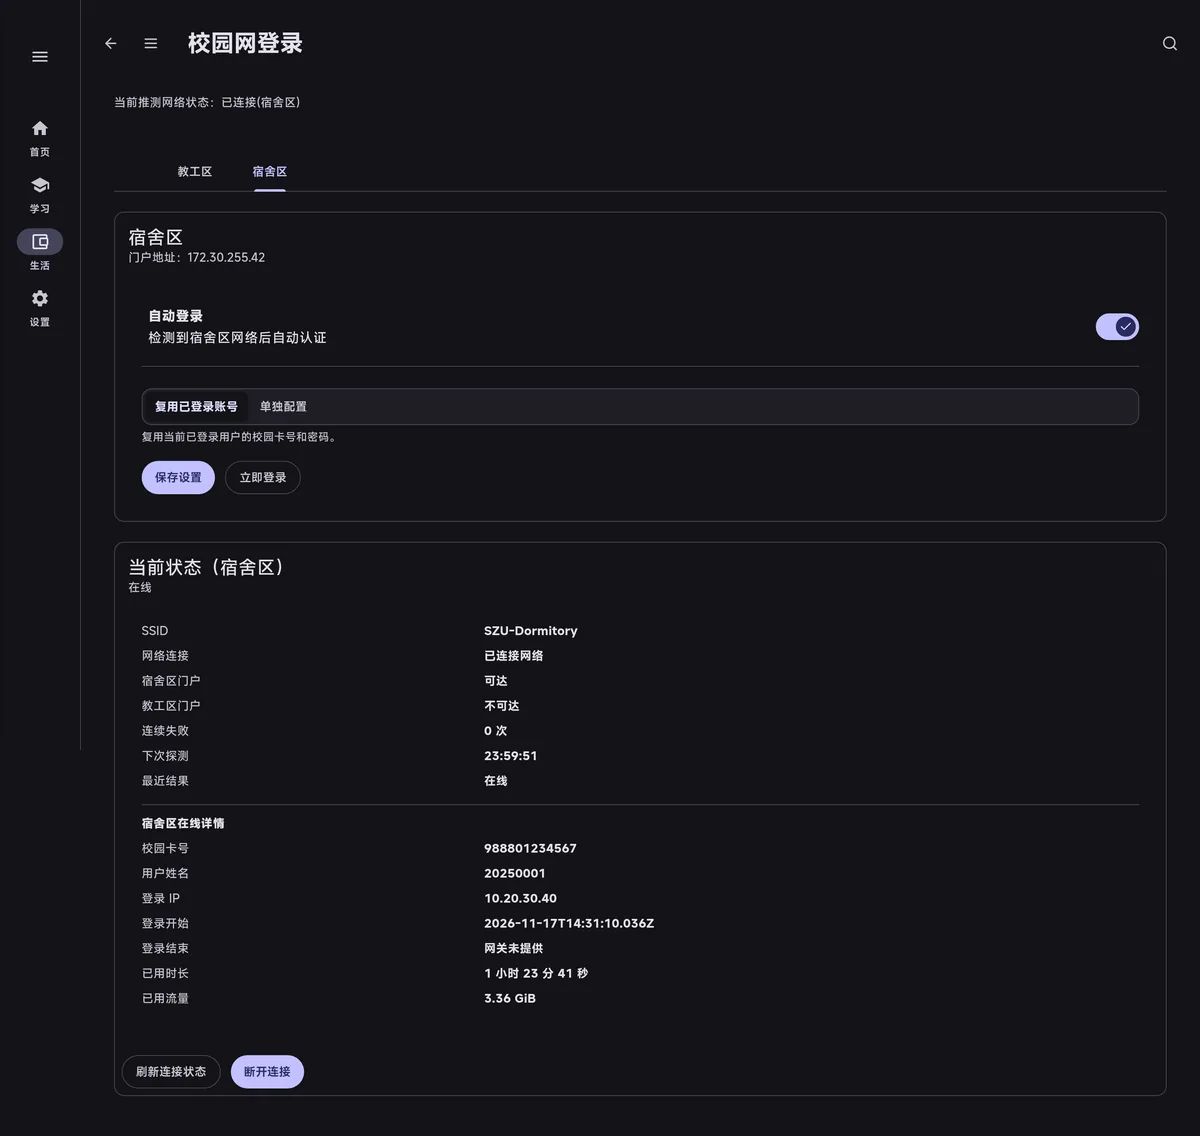 校园网登录
首页
学习
生活
设置
当前推测网络状态：已连接(宿舍区)
教工区
宿舍区
宿舍区
门户地址：172.30.255.42
自动登录
检测到宿舍区网络后自动认证
复用已登录账号
单独配置
复用当前已登录用户的校园卡号和密码。
保存设置
立即登录
当前状态（宿舍区）
在线
SSID SZU-Dormitory
网络连接 已连接网络
宿舍区门户 可达
教工区门户 不可达
连续失败 0 次
下次探测 23:59:51
最近结果 在线
宿舍区在线详情
校园卡号 988801234567
用户姓名 20250001
登录 IP 10.20.30.40
登录开始 2026-11-17T14:31:10.036Z
登录结束 网关未提供
已用时长 1 小时 23 分 41 秒
已用流量 3.36 GiB
刷新连接状态
断开连接